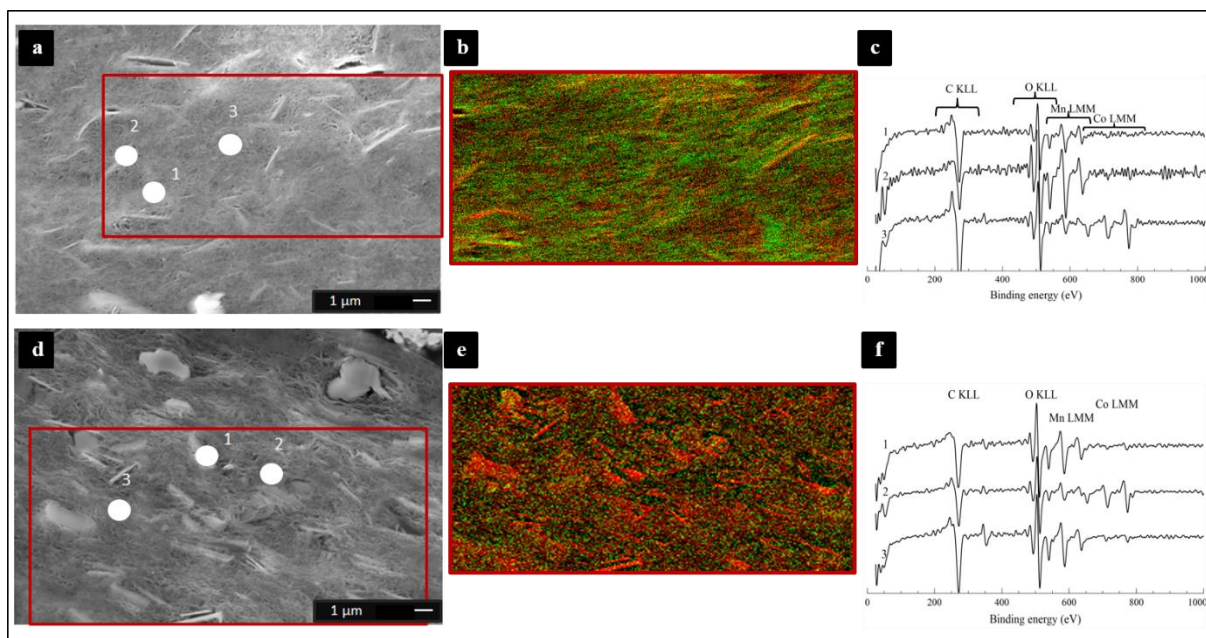 a
2
3
1
1 µm
b
c
C KLL
O KLL
Mn LMM
Co LMM
1
2
3
0 200 400 600 800 1000
Binding energy (eV)
d
1
2
3
1 µm
e
f
C KLL
O KLL
Co LMM
Mn LMM
1
2
3
0 200 400 600 800 1000
Binding energy (eV)